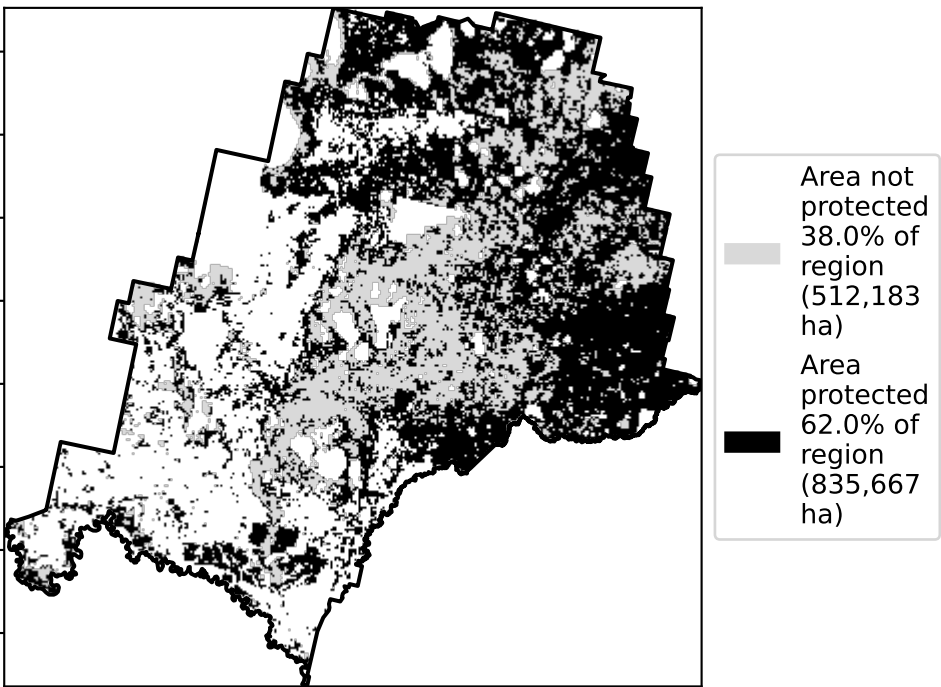 Area not
protected
38.0% of
region
(512,183
ha)
Area
protected
62.0% of
region
(835,667
ha)